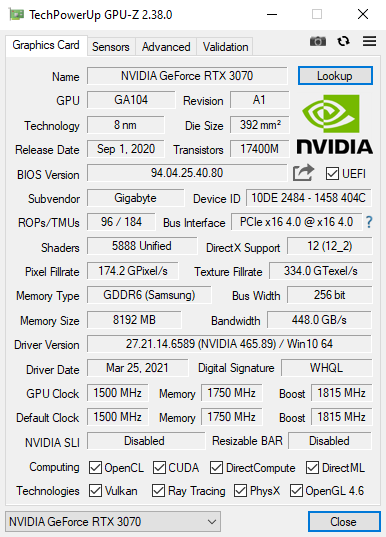 TechPowerUp GPU-Z 2.38.0
Graphics Card Sensors Advanced Validation
Name NVIDIA GeForce RTX 3070 Lookup
GPU GA104 Revision A1
Technology 8 nm Die Size 392 mm²
Release Date Sep 1, 2020 Transistors 17400M
NVIDIA
BIOS Version 94.04.25.40.80 UEFI
Subvendor Gigabyte Device ID 10DE 2484 - 1458 404C
ROPs/TMUs 96 / 184 Bus Interface PCIe x16 4.0 @ x16 4.0 ?
Shaders 5888 Unified DirectX Support 12 (12_2)
Pixel Fillrate 174.2 GPixel/s Texture Fillrate 334.0 GTexel/s
Memory Type GDDR6 (Samsung) Bus Width 256 bit
Memory Size 8192 MB Bandwidth 448.0 GB/s
Driver Version 27.21.14.6589 (NVIDIA 465.89) / Win10 64
Driver Date Mar 25, 2021 Digital Signature WHQL
GPU Clock 1500 MHz Memory 1750 MHz Boost 1815 MHz
Default Clock 1500 MHz Memory 1750 MHz Boost 1815 MHz
NVIDIA SLI Disabled Resizable BAR Disabled
Computing OpenCL CUDA DirectCompute DirectML
Technologies Vulkan Ray Tracing PhysX OpenGL 4.6
NVIDIA GeForce RTX 3070 Close